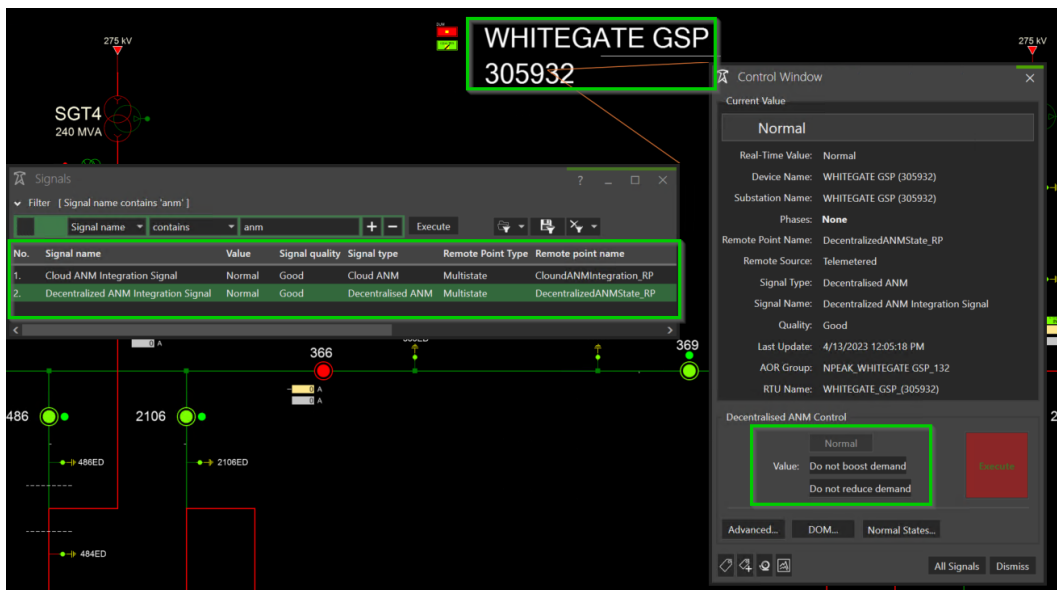 275 kV
WHITEGATE GSP
305932
275 kV
SGT4
240 MVA
Signals
?
Filter [ Signal name contains 'anm' ]
Signal name contains anm + − Execute
No. Signal name Value Signal quality Signal type Remote Point Type Remote point name
1. Cloud ANM Integration Signal Normal Good Cloud ANM Multistate CloundANMIntegration_RP
2. Decentralized ANM Integration Signal Normal Good Decentralised ANM Multistate DecentralizedANMState_RP
0 A
366
369
0 A
0 A
486
2106
2
486ED
2106ED
484ED
Control Window
Current Value
Normal
Real-Time Value: Normal
Device Name: WHITEGATE GSP (305932)
Substation Name: WHITEGATE GSP (305932)
Phases: None
Remote Point Name: DecentralizedANMState_RP
Remote Source: Telemetered
Signal Type: Decentralised ANM
Signal Name: Decentralized ANM Integration Signal
Quality: Good
Last Update: 4/13/2023 12:05:18 PM
AOR Group: NPEAK_WHITEGATE GSP_132
RTU Name: WHITEGATE_GSP_(305932)
Decentralised ANM Control
Normal
Value: Do not boost demand
Do not reduce demand
Execute
Advanced... DOM... Normal States...
All Signals Dismiss